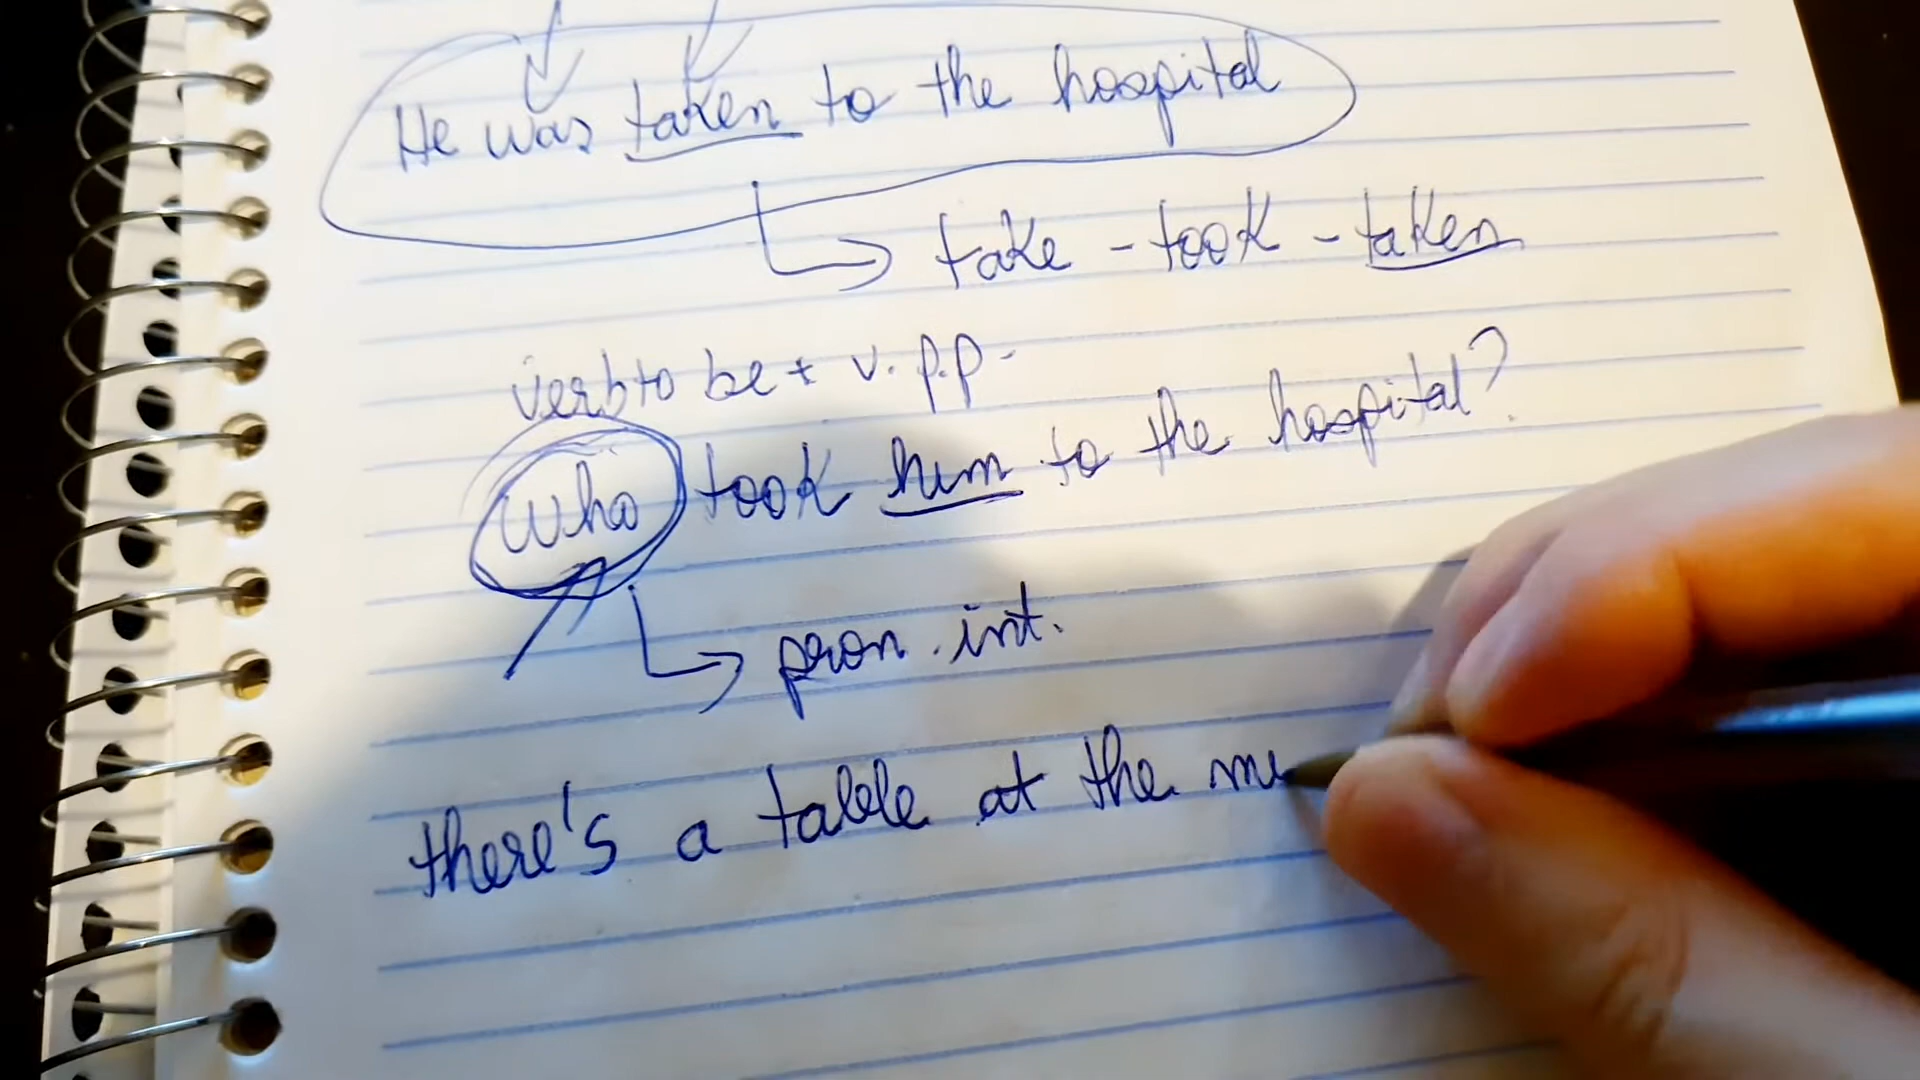 He was taken to the hospital
take - took - taken
verb to be + v.p.p.
who took him to the hospital?
pron. int.
there's a table at the